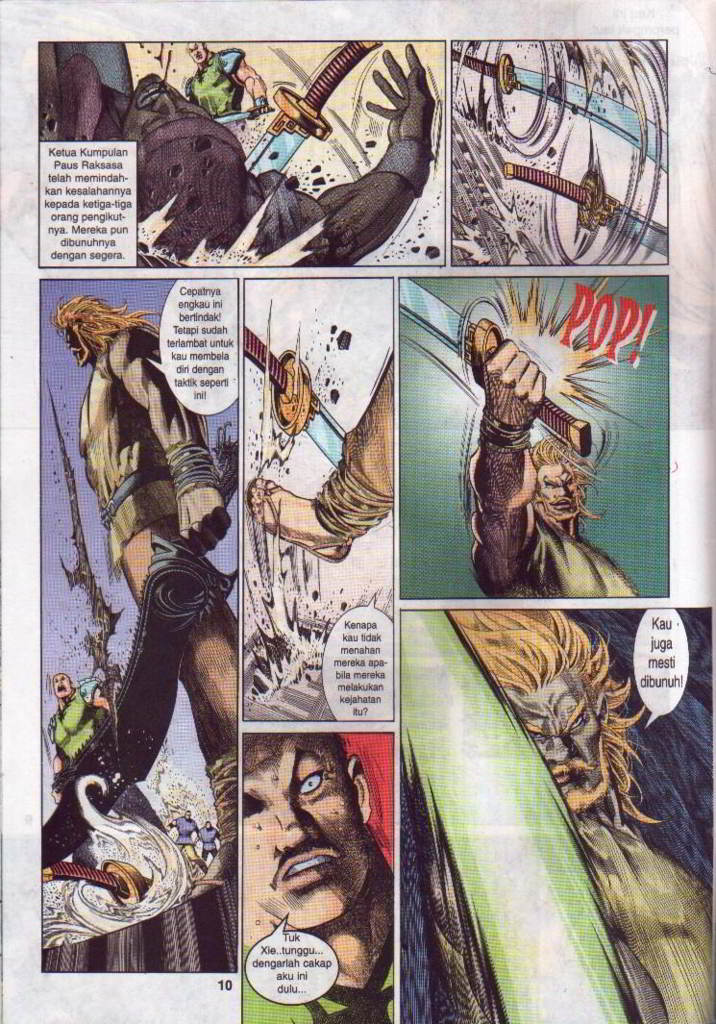 Ketua Kumpulan
Paus Raksasa
telah memindah-
kan kesalahannya
kepada ketiga-tiga
orang pengikut-
nya. Mereka pun
dibunuhnya
dengan segera.
Cepatnya
engkau ini
bertindak!
Tetapi sudah
terlambat untuk
kau membela
diri dengan
taktik seperti
ini!
Kenapa
kau tidak
menahan
mereka apa-
bila mereka
melakukan
kejahatan
itu?
POP!
Tuk
Xie..tunggu...
dengarlah cakap
aku ini
dulu...
Kau
juga
mesti
dibunuh!
10